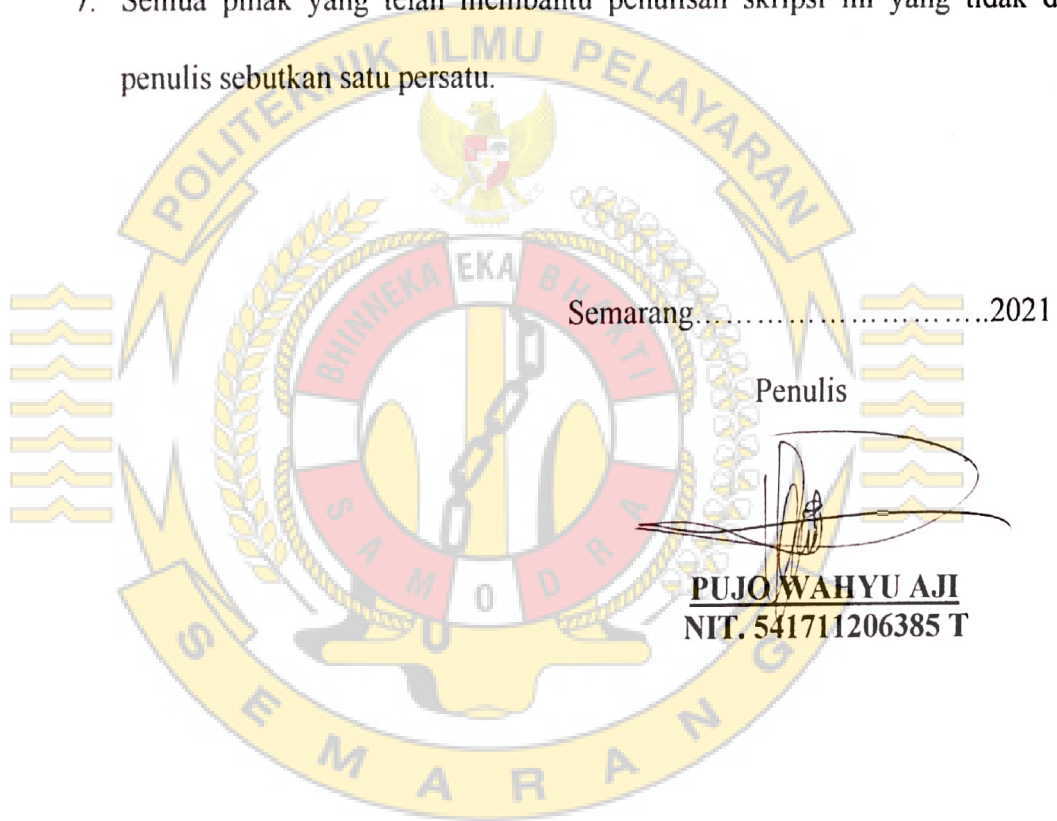 7. Semua pihak yang telah membantu penulisan skripsi ini yang tidak d
penulis sebutkan satu persatu.
POLITEKNIK ILMU PELAYARAN
BHINNEKA EKA BHAKTI
SAMODRA
SEMARANG
Semarang..............................2021
Penulis
PUJO WAHYU AJI
NIT. 541711206385 T